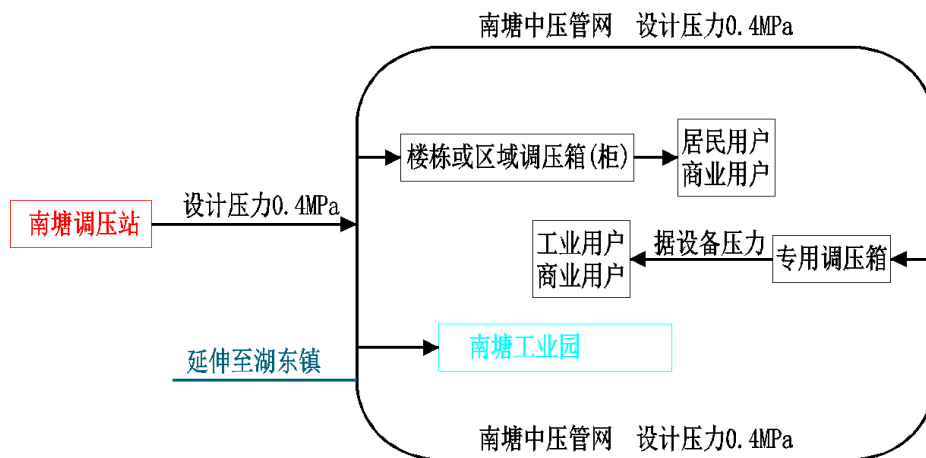 南塘中压管网 设计压力0.4MPa
楼栋或区域调压箱(柜)
居民用户
商业用户
设计压力0.4MPa
南塘调压站
工业用户
商业用户
据设备压力
专用调压箱
延伸至湖东镇
南塘工业园
南塘中压管网 设计压力0.4MPa